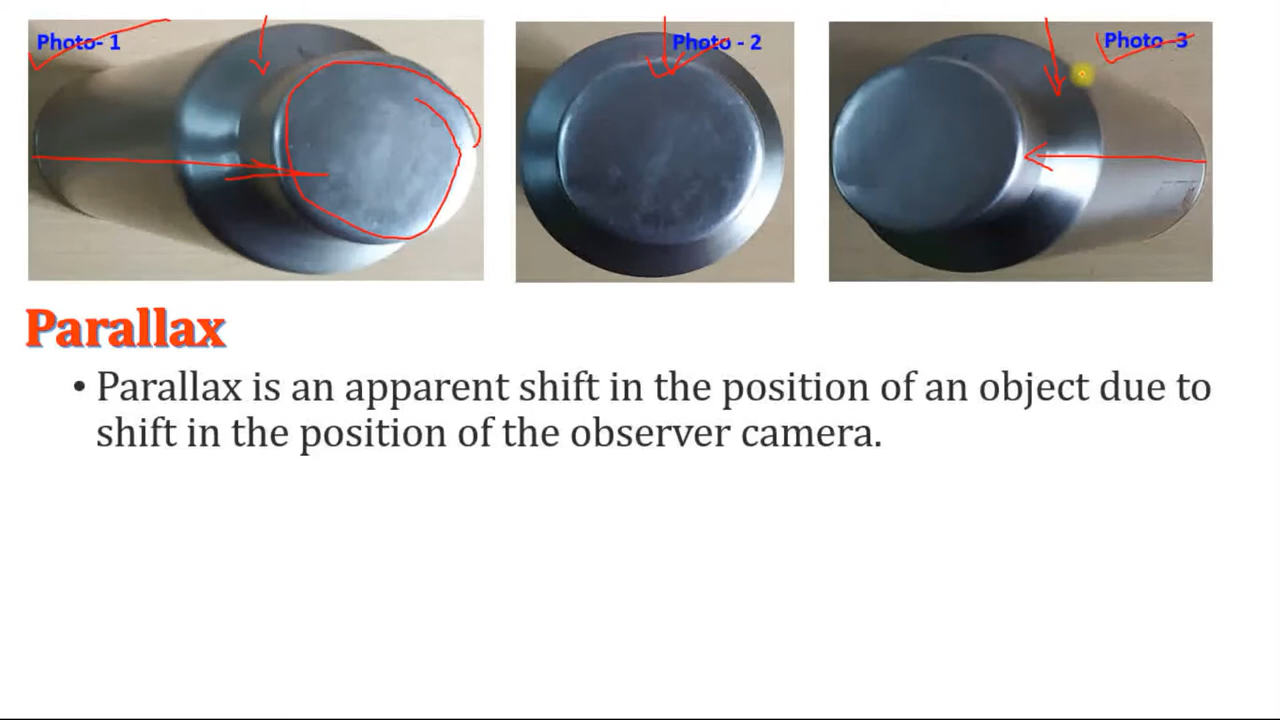 Photo- 1
Photo - 2
Photo -3
Parallax
• Parallax is an apparent shift in the position of an object due to
shift in the position of the observer camera.